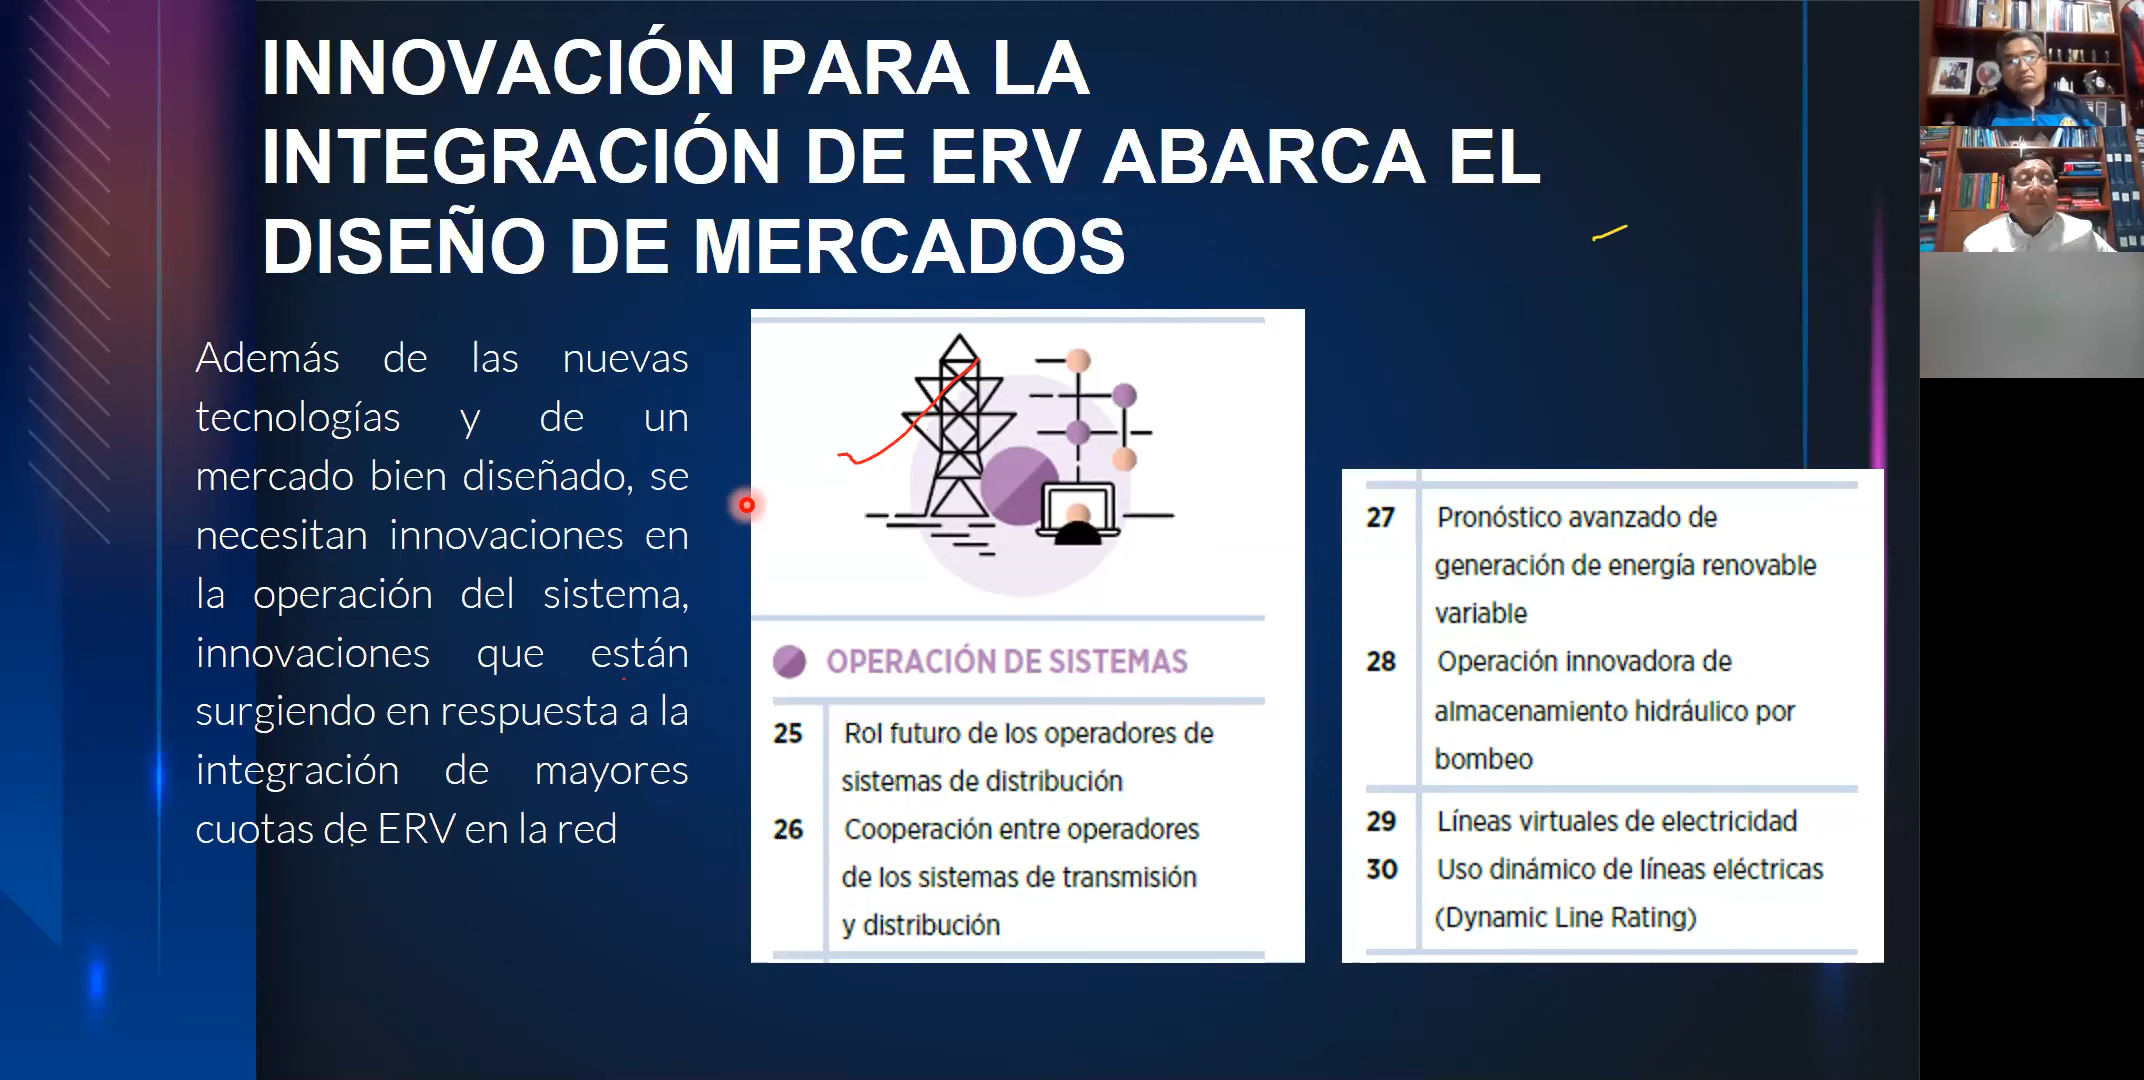 INNOVACIÓN PARA LA
INTEGRACIÓN DE ERV ABARCA EL
DISEÑO DE MERCADOS
Además de las nuevas
tecnologías y de un
mercado bien diseñado, se
necesitan innovaciones en
la operación del sistema,
innovaciones que están
surgiendo en respuesta a la
integración de mayores
cuotas de ERV en la red
OPERACIÓN DE SISTEMAS
25 Rol futuro de los operadores de
sistemas de distribución
26 Cooperación entre operadores
de los sistemas de transmisión
y distribución
27 Pronóstico avanzado de
generación de energía renovable
variable
28 Operación innovadora de
almacenamiento hidráulico por
bombeo
29 Líneas virtuales de electricidad
30 Uso dinámico de líneas eléctricas
(Dynamic Line Rating)